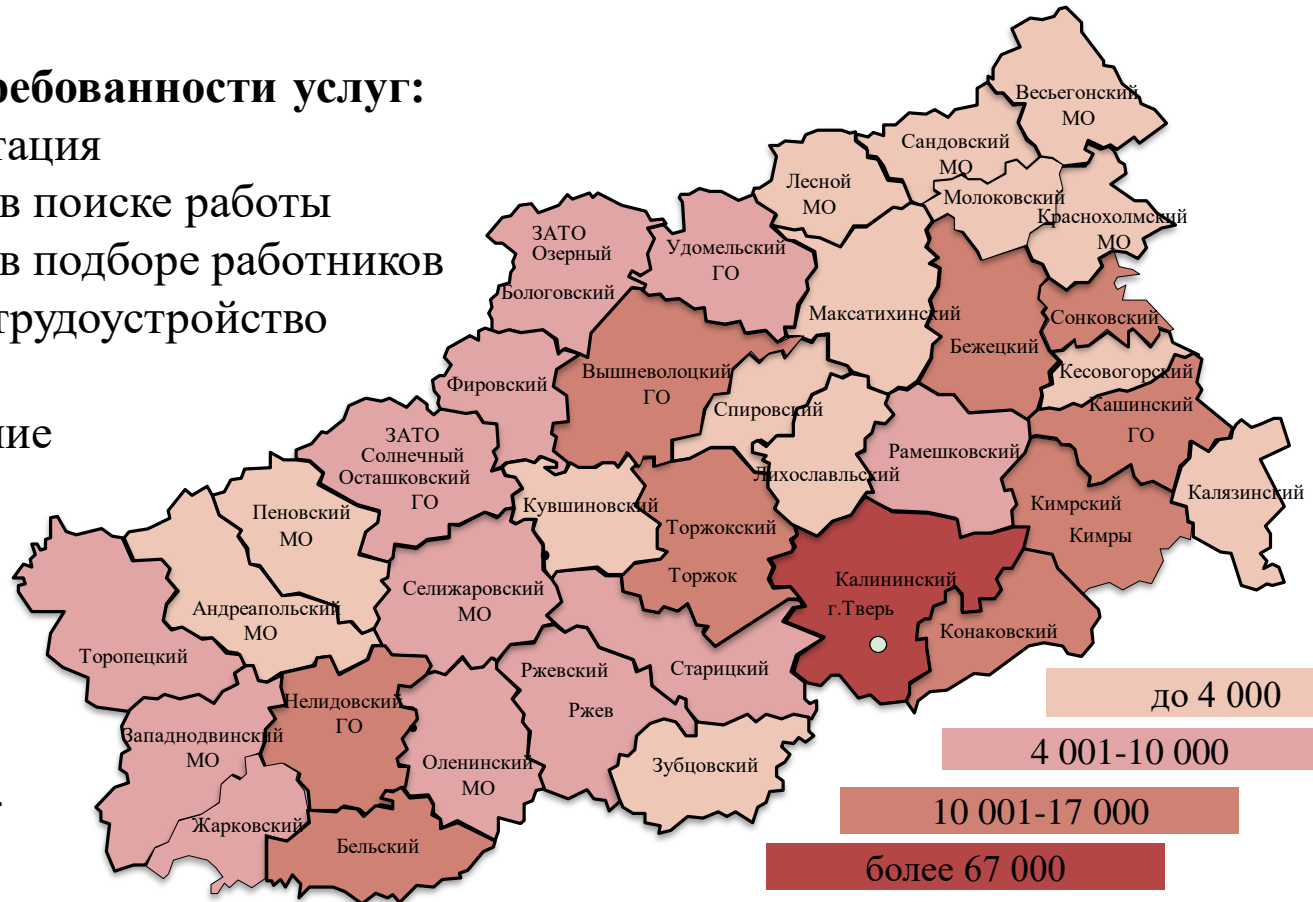 ребованности услуг:
тация
в поиске работы
в подборе работников
трудоустройство
ние
.
Весьегонский
МО
Сандовский
МО
Лесной
МО
Молоковский
Краснохолмский
МО
ЗАТО
Озерный
Бологовский
Удомельский
ГО
Максатихинский
Бежецкий
Сонковский
Фировский
Вышневолоцкий
ГО
Спировский
Кесовогорский
Кашинский
ГО
ЗАТО
Солнечный
Осташковский
ГО
Лихославльский
Рамешковский
Калязинский
Пеновский
МО
Кувшиновский
Торжокский
Торжок
Кимрский
Кимры
Селижаровский
МО
Калининский
г.Тверь
Андреапольский
МО
Конаковский
Торопецкий
Ржевский
Ржев
Старицкий
Нелидовский
ГО
Западнодвинский
МО
Оленинский
МО
Зубцовский
Жарковский
Бельский
до 4 000
4 001-10 000
10 001-17 000
более 67 000